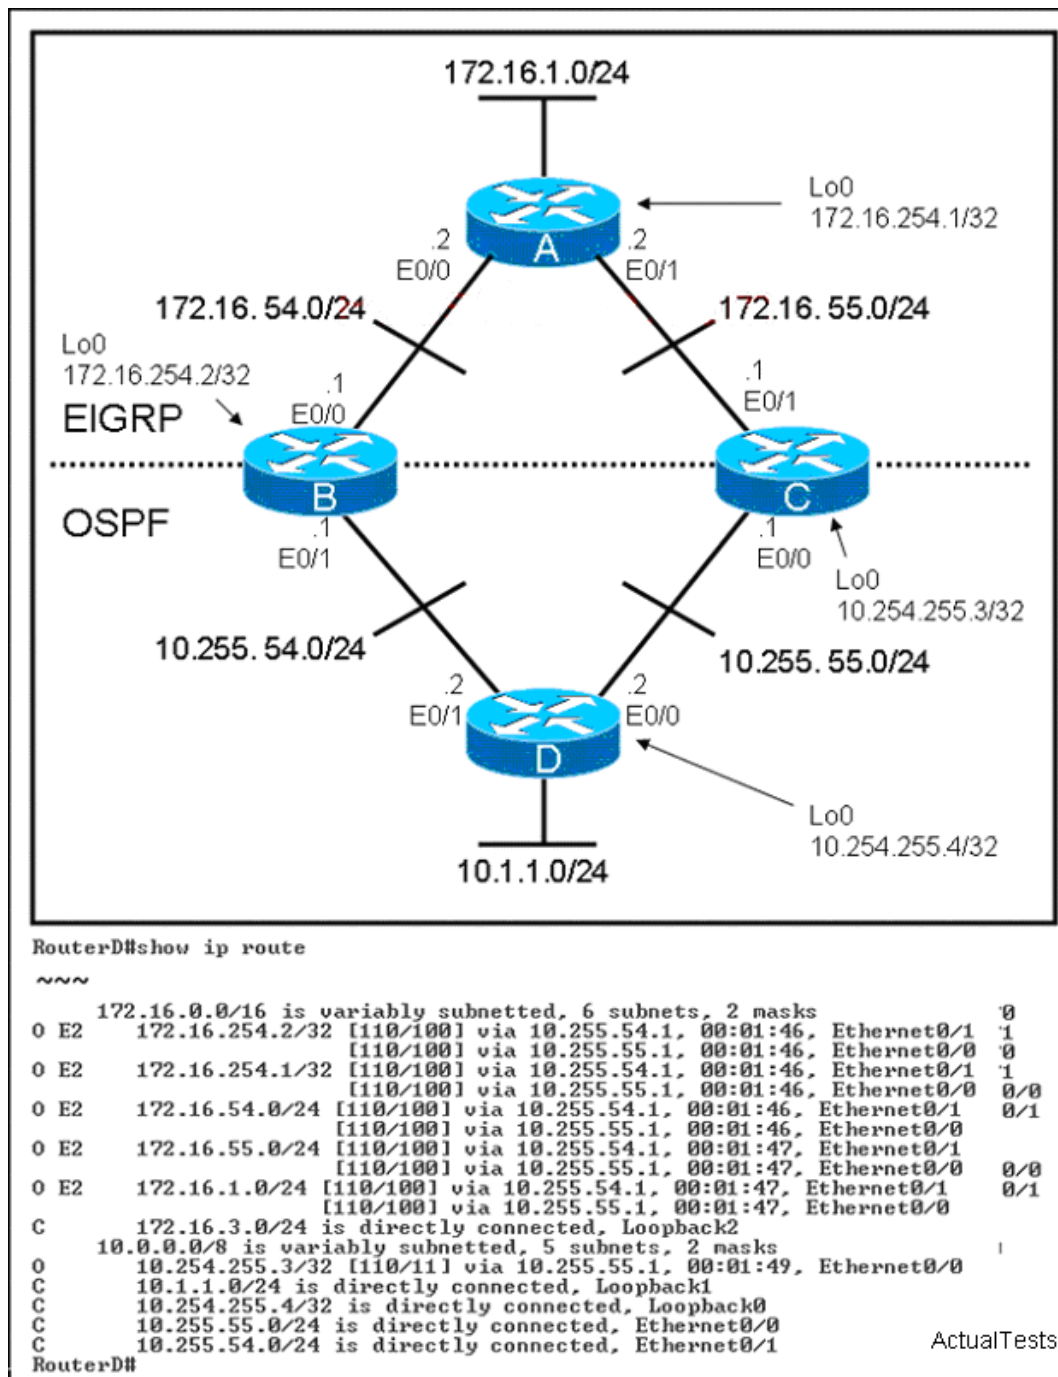 172.16.1.0/24
Lo0
172.16.254.1/32
A
.2
E0/0
.2
E0/1
172.16.54.0/24
172.16.55.0/24
Lo0
172.16.254.2/32
.1
E0/0
.1
E0/1
EIGRP
B
C
OSPF
.1
E0/1
.1
E0/0
Lo0
10.254.255.3/32
10.255.54.0/24
10.255.55.0/24
.2
E0/1
.2
E0/0
D
Lo0
10.254.255.4/32
10.1.1.0/24
RouterD#show ip route
~~~
172.16.0.0/16 is variably subnetted, 6 subnets, 2 masks 0
O E2 172.16.254.2/32 [110/100] via 10.255.54.1, 00:01:46, Ethernet0/1 1
[110/100] via 10.255.55.1, 00:01:46, Ethernet0/0 0
O E2 172.16.254.1/32 [110/100] via 10.255.54.1, 00:01:46, Ethernet0/1 1
[110/100] via 10.255.55.1, 00:01:46, Ethernet0/0 0/0
O E2 172.16.54.0/24 [110/100] via 10.255.54.1, 00:01:46, Ethernet0/1 0/1
[110/100] via 10.255.55.1, 00:01:46, Ethernet0/0
O E2 172.16.55.0/24 [110/100] via 10.255.54.1, 00:01:47, Ethernet0/1
[110/100] via 10.255.55.1, 00:01:47, Ethernet0/0 0/0
O E2 172.16.1.0/24 [110/100] via 10.255.54.1, 00:01:47, Ethernet0/1 0/1
[110/100] via 10.255.55.1, 00:01:47, Ethernet0/0
C 172.16.3.0/24 is directly connected, Loopback2
10.0.0.0/8 is variably subnetted, 5 subnets, 2 masks
O 10.254.255.3/32 [110/11] via 10.255.55.1, 00:01:49, Ethernet0/0
C 10.1.1.0/24 is directly connected, Loopback1
C 10.254.255.4/32 is directly connected, Loopback0
C 10.255.55.0/24 is directly connected, Ethernet0/0
C 10.255.54.0/24 is directly connected, Ethernet0/1
ActualTests
RouterD#